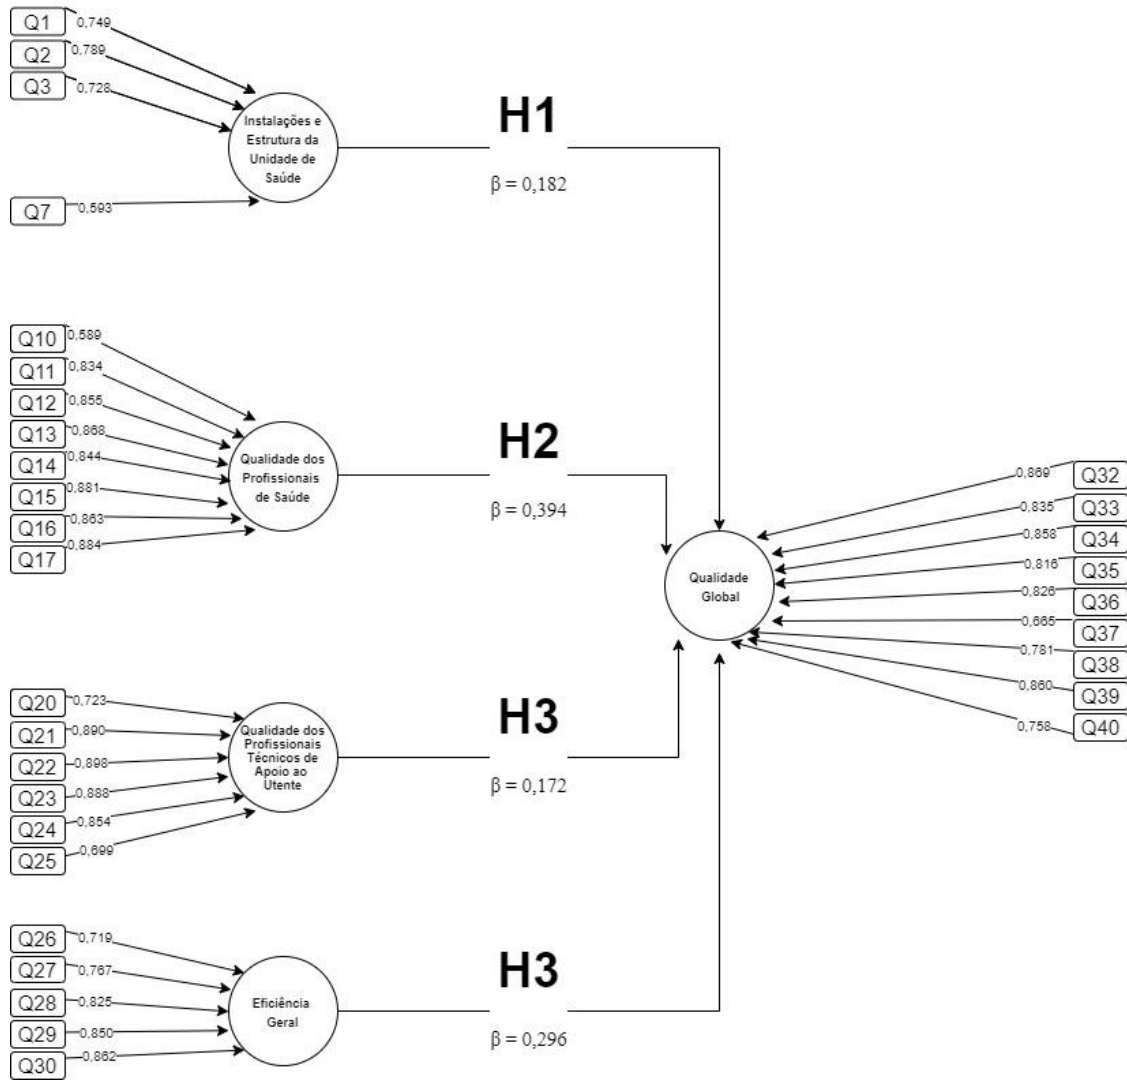 Q1 0,749
Q2 0,789
Q3 0,728
Instalações e
Estrutura da
Unidade de
Saúde
H1
β = 0,182
Q7 0,593
Q10 0,589
Q11 0,834
Q12 0,855
Q13 0,868
Q14 0,844
Q15 0,881
Q16 0,863
Q17 0,884
Qualidade dos
Profissionais
de Saúde
H2
β = 0,394
Q20 0,723
Q21 0,890
Q22 0,898
Q23 0,888
Q24 0,854
Q25 0,699
Qualidade dos
Profissionais
Técnicos de
Apoio ao
Utente
H3
β = 0,172
Q26 0,719
Q27 0,767
Q28 0,825
Q29 0,850
Q30 0,862
Eficiência
Geral
H3
β = 0,296
Qualidade
Global
0,869 Q32
0,835 Q33
0,858 Q34
0,816 Q35
0,826 Q36
0,665 Q37
0,781 Q38
0,860 Q39
0,758 Q40